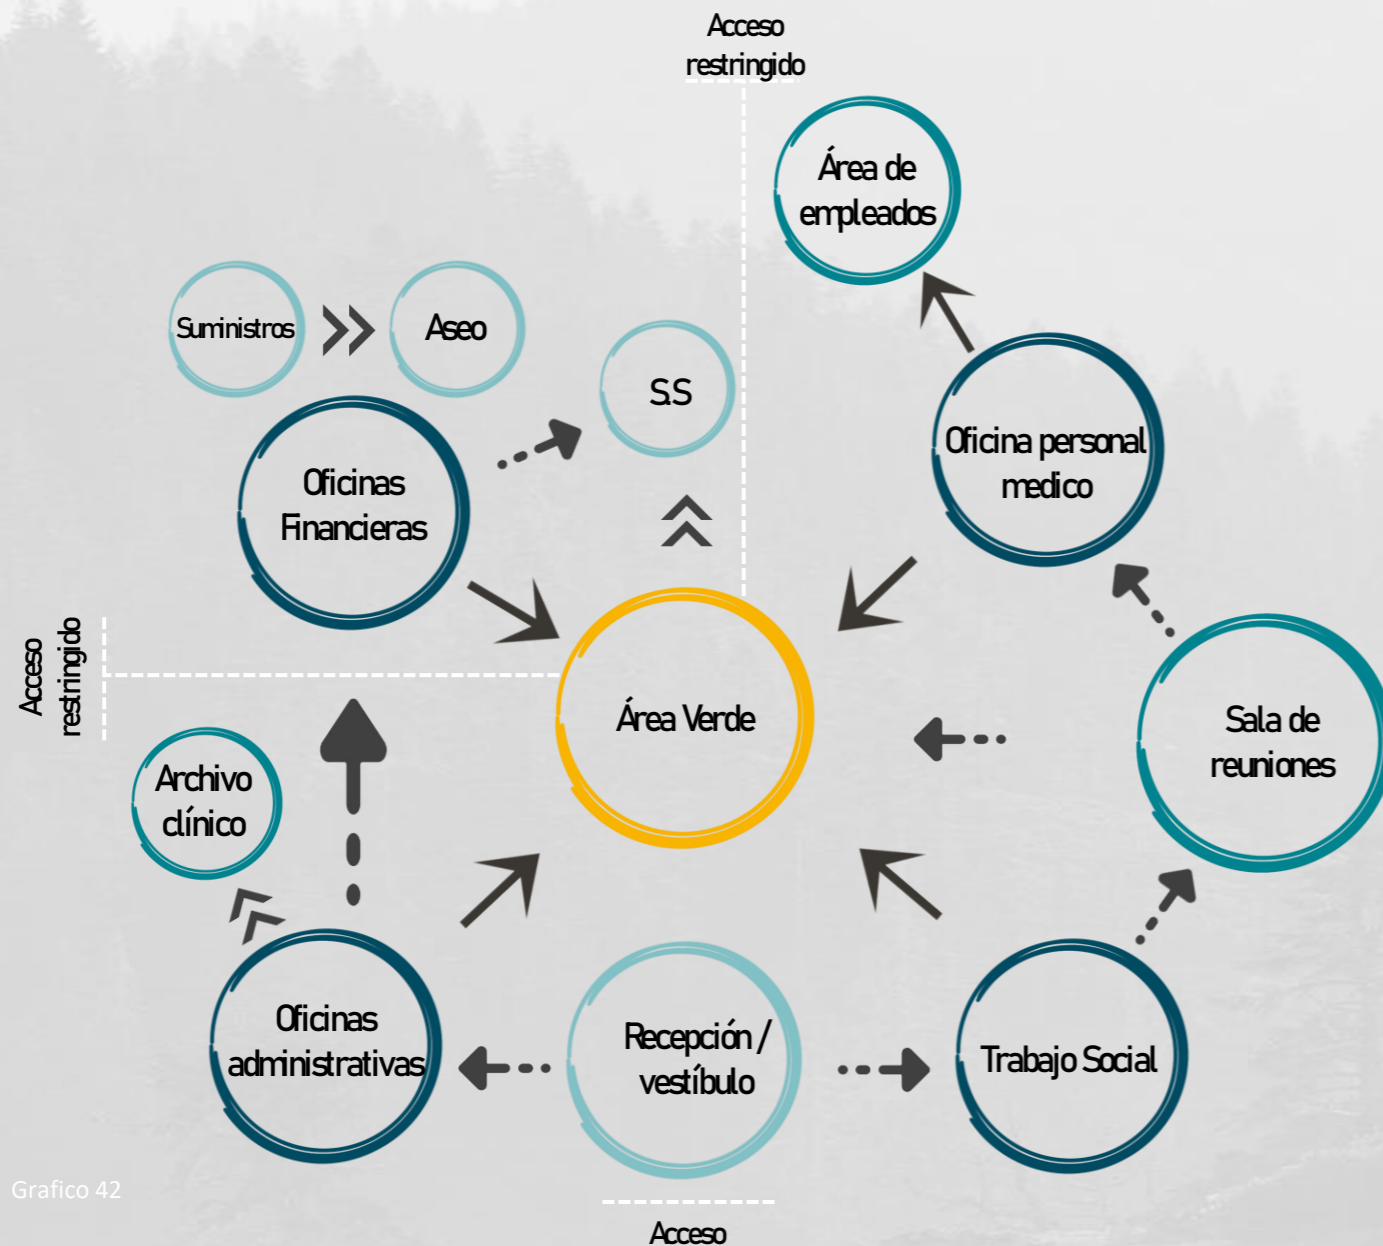 Acceso
restringido
Área de
empleados
Suministros
Aseo
S.S
Oficina personal
medico
Oficinas
Financieras
Acceso
restringido
Área Verde
Sala de
reuniones
Archivo
clínico
Oficinas
administrativas
Recepción /
vestíbulo
Trabajo Social
Grafico 42
Acceso